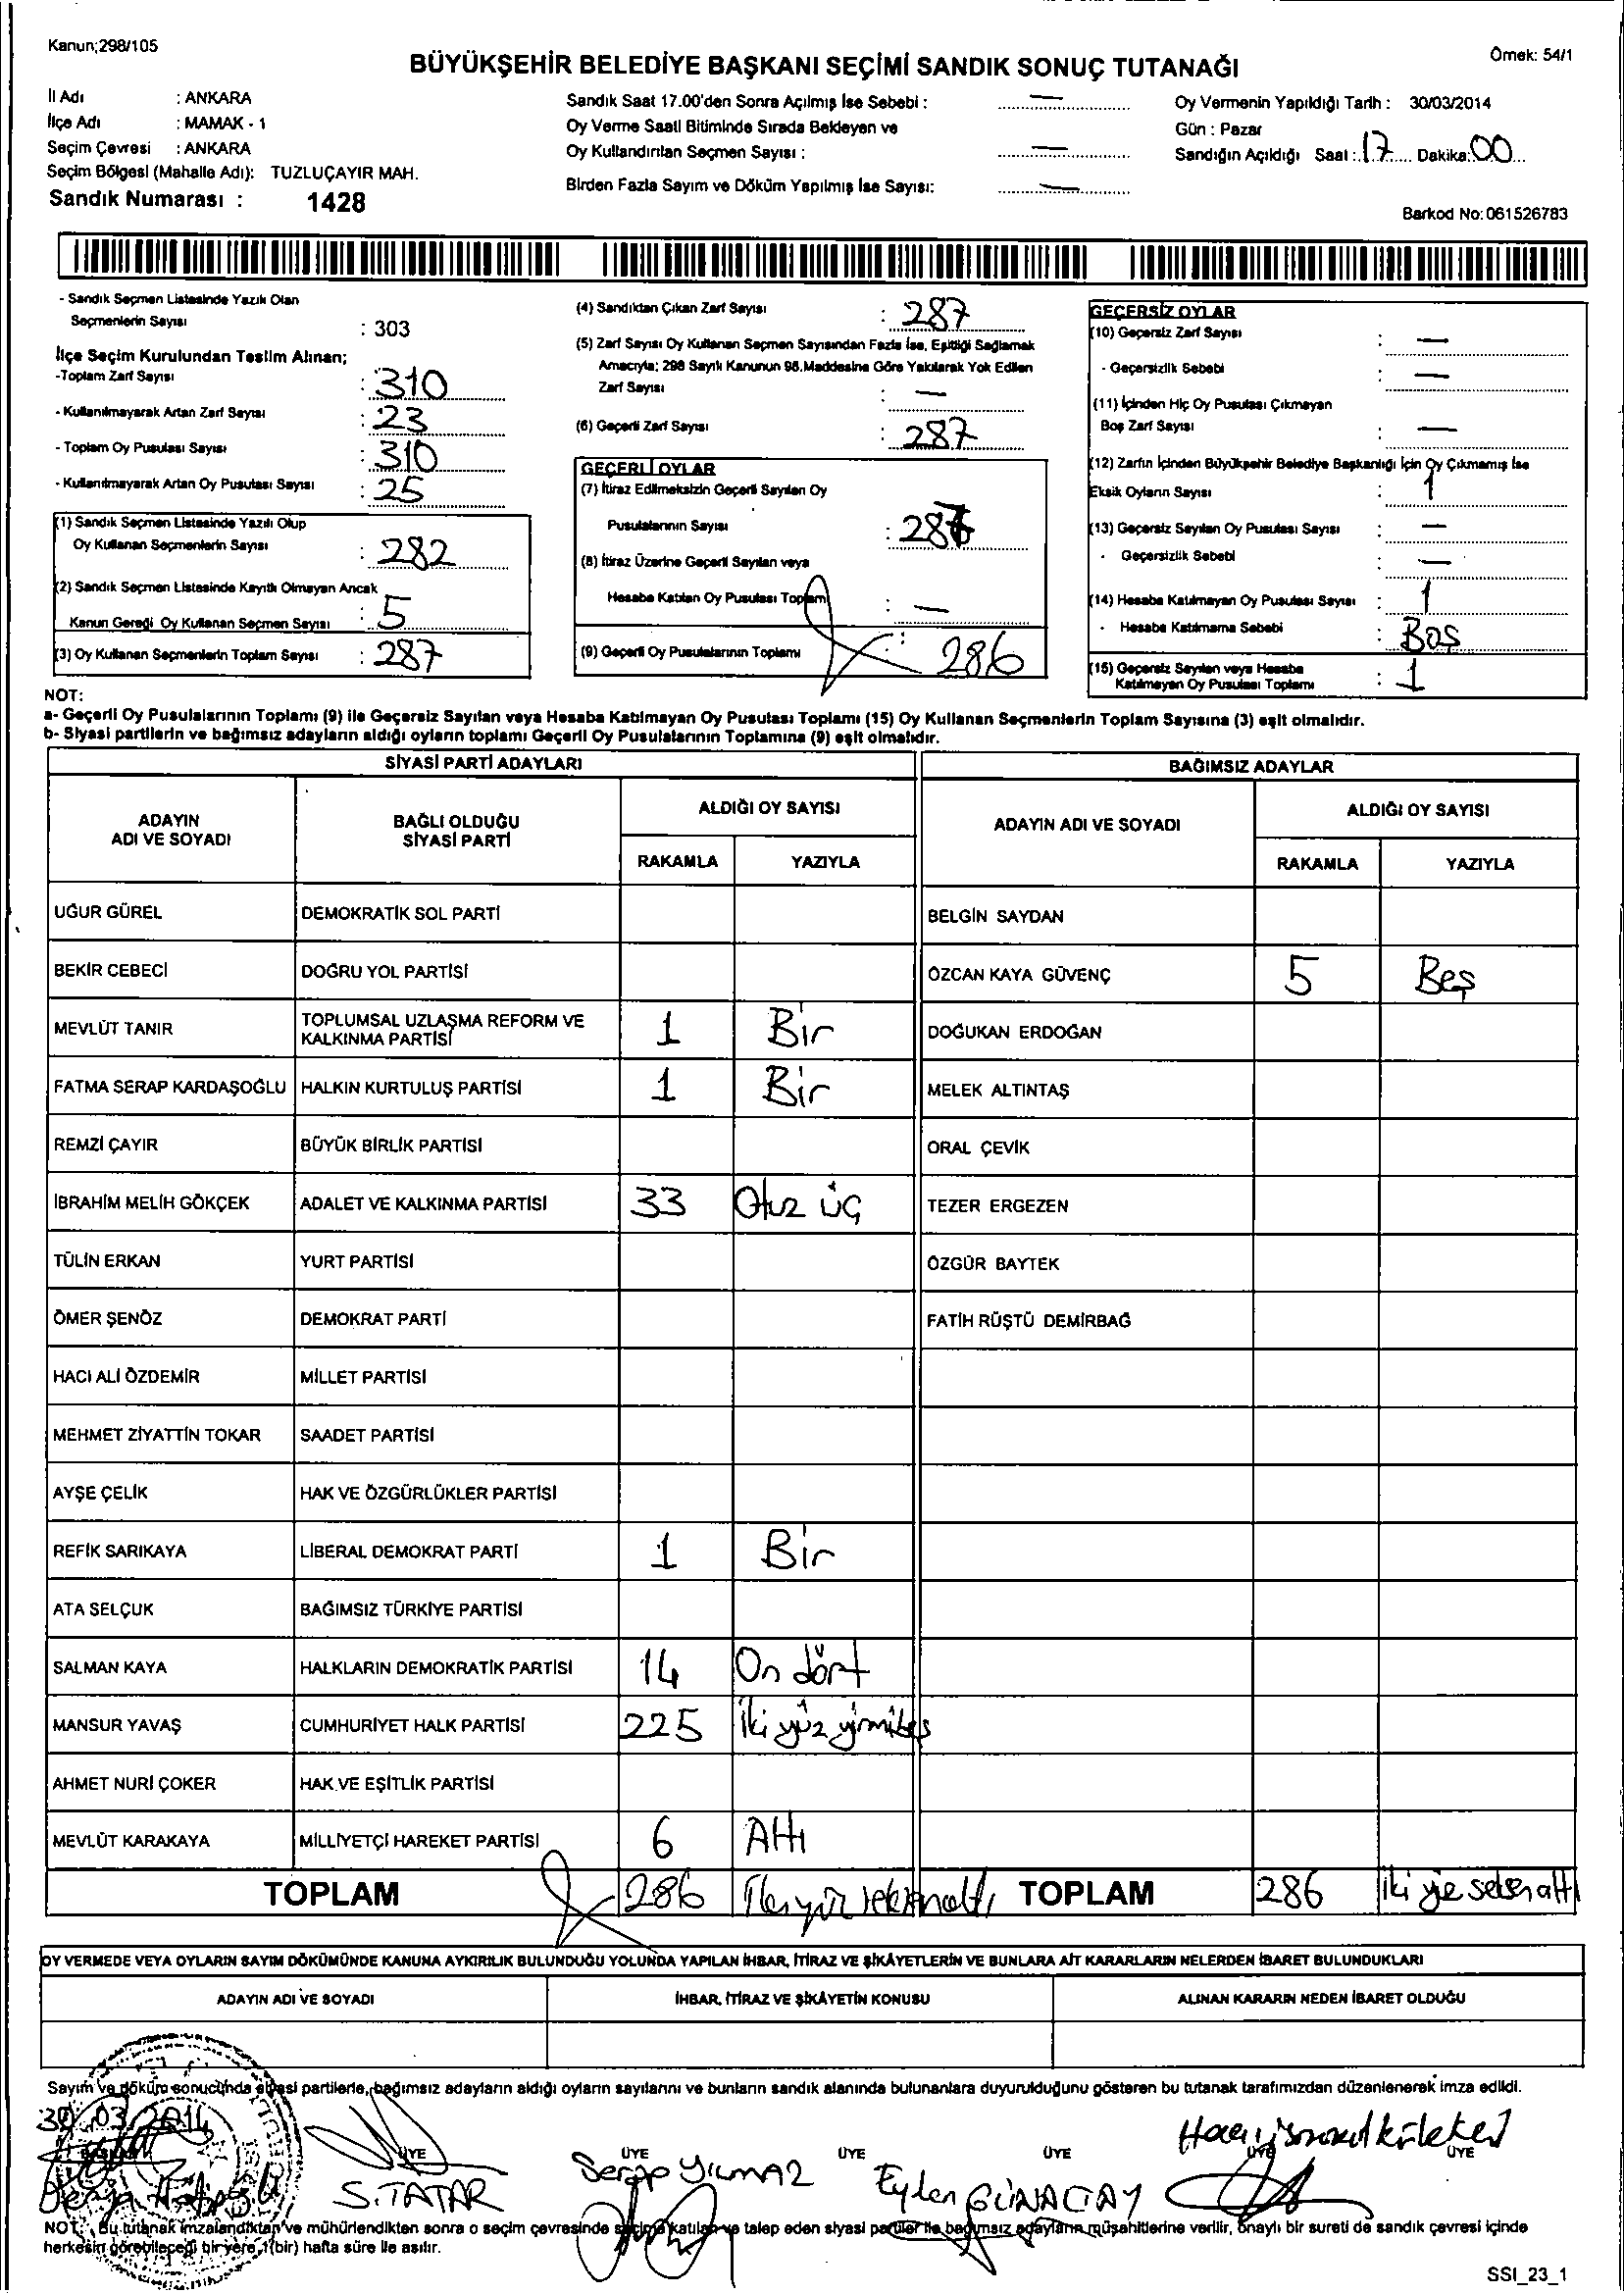 Kanun;298/105
Örnek: 54/1
BÜYÜKŞEHİR BELEDİYE BAŞKANI SEÇİMİ SANDIK SONUÇ TUTANAĞI
İl Adı : ANKARA
İlçe Adı : MAMAK - 1
Seçim Çevresi : ANKARA
Seçim Bölgesi (Mahalle Adı): TUZLUÇAYIR MAH.
Sandık Numarası : 1428
Sandık Saat 17.00'den Sonra Açılmış İse Sebebi : —
Oy Verme Saati Bitiminde Sırada Bekleyen ve
Oy Kullandırılan Seçmen Sayısı : —
Birden Fazla Sayım ve Döküm Yapılmış İse Sayısı: —
Oy Vermenin Yapıldığı Tarih : 30/03/2014
Gün : Pazar
Sandığın Açıldığı Saat : 17 Dakika: 00
Barkod No: 061526783
- Sandık Seçmen Listesinde Yazılı Olan
Seçmenlerin Sayısı : 303
İlçe Seçim Kurulundan Teslim Alınan;
-Toplam Zarf Sayısı : 310
- Kullanılmayarak Artan Zarf Sayısı : 23
- Toplam Oy Pusulası Sayısı : 310
- Kullanılmayarak Artan Oy Pusulası Sayısı : 25
(1) Sandık Seçmen Listesinde Yazılı Olup
Oy Kullanan Seçmenlerin Sayısı : 282
(2) Sandık Seçmen Listesinde Kayıtlı Olmayan Ancak
Kanun Gereği Oy Kullanan Seçmen Sayısı : 5
(3) Oy Kullanan Seçmenlerin Toplam Sayısı : 287
(4) Sandıktan Çıkan Zarf Sayısı : 287
(5) Zarf Sayısı Oy Kullanan Seçmen Sayısından Fazla İse, Eşitliği Sağlamak
Amacıyla; 298 Sayılı Kanunun 98.Maddesine Göre Yakılarak Yok Edilen
Zarf Sayısı : —
(6) Geçerli Zarf Sayısı : 287
GEÇERLİ OYLAR
(7) İtiraz Edilmeksizin Geçerli Sayılan Oy
Pusulalarının Sayısı : 286
(8) İtiraz Üzerine Geçerli Sayılan veya
Hesaba Katılan Oy Pusulası Toplamı : —
(9) Geçerli Oy Pusulalarının Toplamı : 286
GEÇERSİZ OYLAR
(10) Geçersiz Zarf Sayısı : —
- Geçersizlik Sebebi : —
(11) İçinden Hiç Oy Pusulası Çıkmayan
Boş Zarf Sayısı : —
(12) Zarfın İçinden Büyükşehir Belediye Başkanlığı İçin Oy Çıkmamış İse
Eksik Oyların Sayısı : 1
(13) Geçersiz Sayılan Oy Pusulası Sayısı : —
- Geçersizlik Sebebi : —
(14) Hesaba Katılmayan Oy Pusulası Sayısı : 1
- Hesaba Katılmama Sebebi : Boş
(15) Geçersiz Sayılan veya Hesaba
Katılmayan Oy Pusulası Toplamı : 1
NOT:
a- Geçerli Oy Pusulalarının Toplamı (9) ile Geçersiz Sayılan veya Hesaba Katılmayan Oy Pusulası Toplamı (15) Oy Kullanan Seçmenlerin Toplam Sayısına (3) eşit olmalıdır.
b- Siyasi partilerin ve bağımsız adayların aldığı oyların toplamı Geçerli Oy Pusulalarının Toplamına (9) eşit olmalıdır.
SİYASİ PARTİ ADAYLARI BAĞIMSIZ ADAYLAR
ADAYIN ADI VE SOYADI BAĞLI OLDUĞU SİYASİ PARTİ ALDIĞI OY SAYISI ADAYIN ADI VE SOYADI ALDIĞI OY SAYISI
RAKAMLA YAZIYLA RAKAMLA YAZIYLA
UĞUR GÜREL DEMOKRATİK SOL PARTİ BELGİN SAYDAN
BEKİR CEBECİ DOĞRU YOL PARTİSİ ÖZCAN KAYA GÜVENÇ 5 Beş
MEVLÜT TANIR TOPLUMSAL UZLAŞMA REFORM VE KALKINMA PARTİSİ 1 Bir DOĞUKAN ERDOĞAN
FATMA SERAP KARDAŞOĞLU HALKIN KURTULUŞ PARTİSİ 1 Bir MELEK ALTINTAŞ
REMZİ ÇAYIR BÜYÜK BİRLİK PARTİSİ ORAL ÇEVİK
İBRAHİM MELİH GÖKÇEK ADALET VE KALKINMA PARTİSİ 33 Otuz üç TEZER ERGEZEN
TÜLİN ERKAN YURT PARTİSİ ÖZGÜR BAYTEK
ÖMER ŞENÖZ DEMOKRAT PARTİ FATİH RÜŞTÜ DEMİRBAĞ
HACI ALİ ÖZDEMİR MİLLET PARTİSİ
MEHMET ZİYATTİN TOKAR SAADET PARTİSİ
AYŞE ÇELİK HAK VE ÖZGÜRLÜKLER PARTİSİ
REFİK SARIKAYA LİBERAL DEMOKRAT PARTİ 1 Bir
ATA SELÇUK BAĞIMSIZ TÜRKİYE PARTİSİ
SALMAN KAYA HALKLARIN DEMOKRATİK PARTİSİ 14 On dört
MANSUR YAVAŞ CUMHURİYET HALK PARTİSİ 225 İki yüz yirmibeş
AHMET NURİ ÇOKER HAK VE EŞİTLİK PARTİSİ
MEVLÜT KARAKAYA MİLLİYETÇİ HAREKET PARTİSİ 6 Altı
TOPLAM 286 İkiyüz seksenaltı TOPLAM 286
OY VERMEDE VEYA OYLARIN SAYIM DÖKÜMÜNDE KANUNA AYKIRILIK BULUNDUĞU YOLUNDA YAPILAN İHBAR, İTİRAZ VE ŞİKÂYETLERİN VE BUNLARA AİT KARARLARIN NELERDEN İBARET BULUNDUKLARI
ADAYIN ADI VE SOYADI İHBAR, İTİRAZ VE ŞİKÂYETİN KONUSU ALINAN KARARIN NEDEN İBARET OLDUĞU
Sayım ve döküm sonucunda siyasi partilerle, bağımsız adayların aldığı oyların sayılarını ve bunların sandık alanında bulunanlara duyurulduğunu gösteren bu tutanak tarafımızdan düzenlenerek imza edildi.
30.03.2014
BAŞKAN ÜYE ÜYE ÜYE ÜYE ÜYE ÜYE
Derya S.TATAR Serap YILMAZ Eylen GÜNAÇTAY
NOT: Bu tutanak imzalandıktan ve mühürlendikten sonra o seçim çevresinde seçime katılan ve talep eden siyasi partiler ile bağımsız adayların müşahitlerine verilir, onaylı bir sureti de sandık çevresi içinde
herkesin görebileceği bir yere 1(bir) hafta süre ile asılır.
SSI_23_1